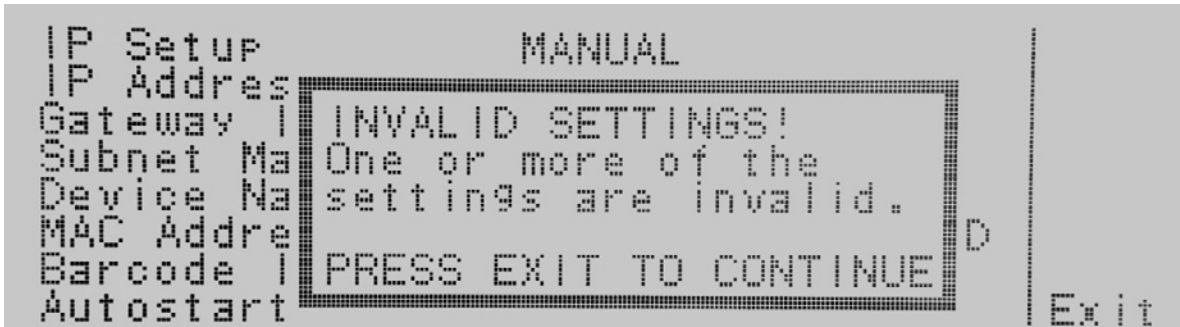 IP Setup MANUAL
IP Addres
Gateway I
INVALID SETTINGS!
Subnet Ma
One or more of the
Device Na
settings are invalid.
MAC Addre
D
Barcode I
PRESS EXIT TO CONTINUE
Autostart
Exit